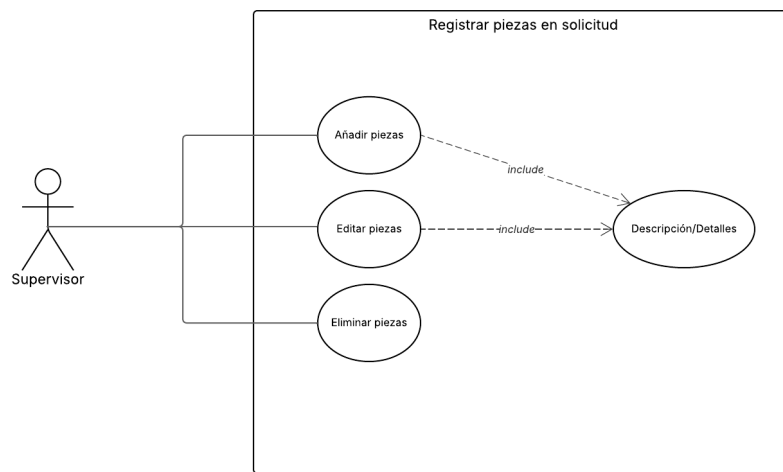 Registrar piezas en solicitud
Añadir piezas
include
Supervisor
Editar piezas
include
Descripción/Detalles
Eliminar piezas